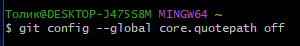 Толик@DESKTOP-J475S8M MINGW64 ~
$ git config --global core.quotepath off